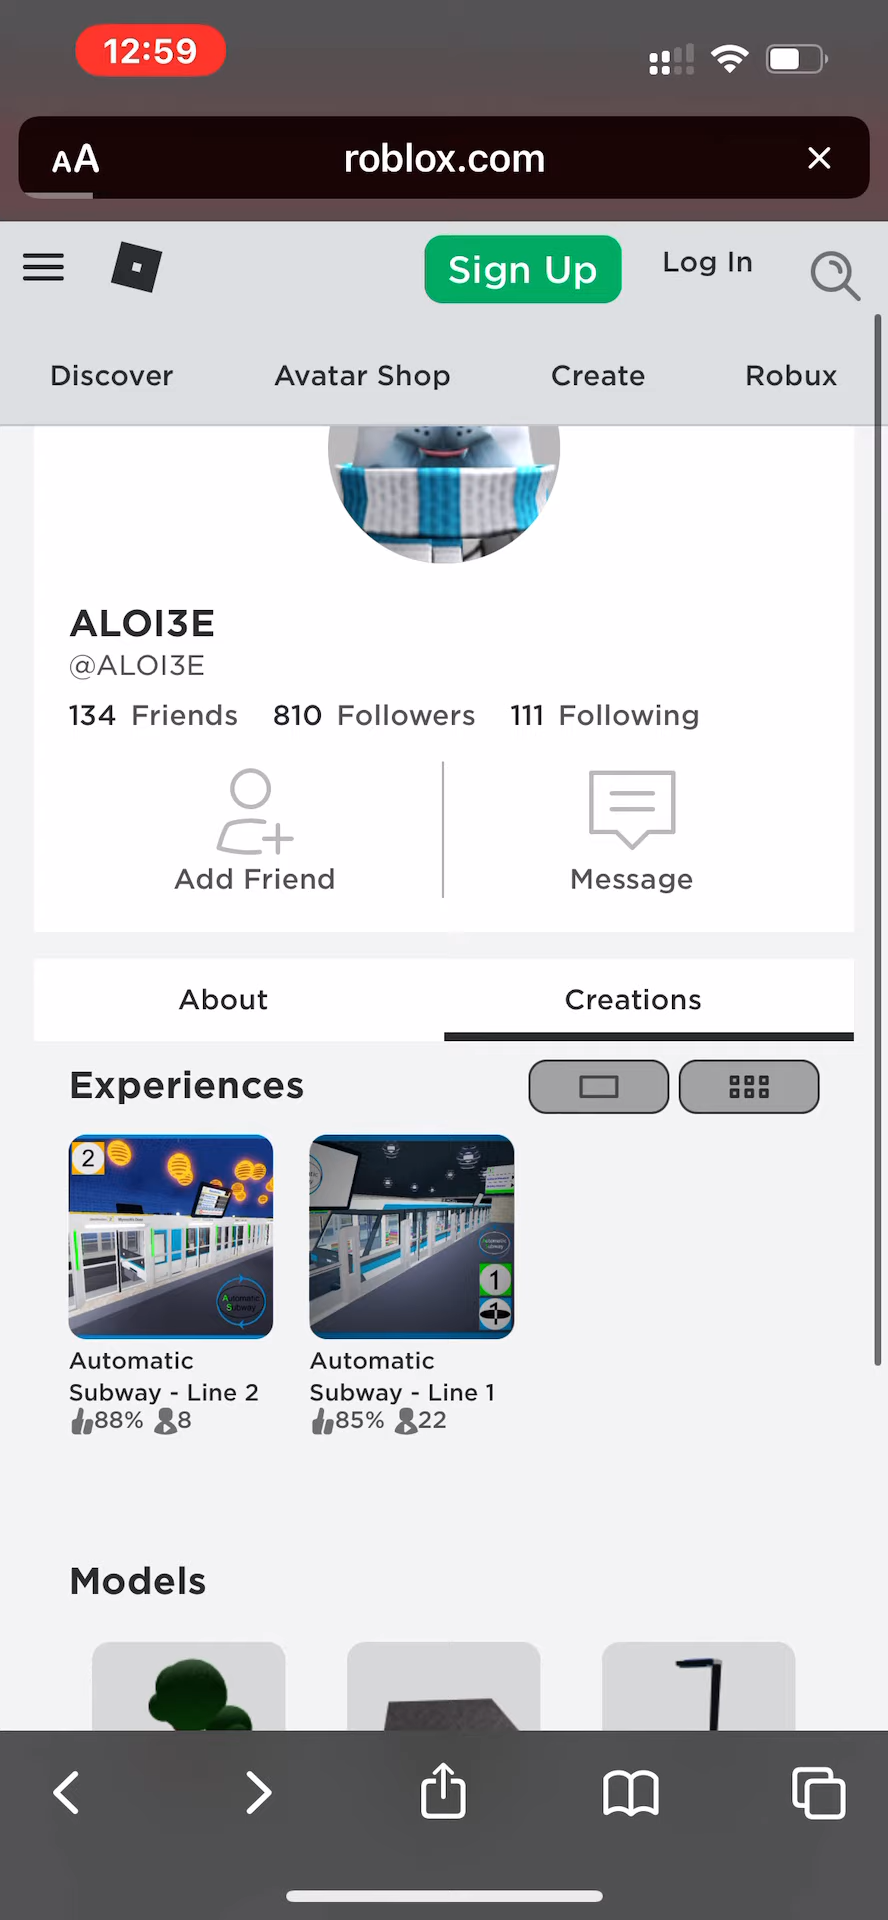 12:59
AA roblox.com
Sign Up Log In
Discover Avatar Shop Create Robux
ALOI3E
@ALOI3E
134 Friends 810 Followers 111 Following
Add Friend Message
About Creations
Experiences
2
1
Automatic
Subway - Line 2
88% 8
Automatic
Subway - Line 1
85% 22
Models